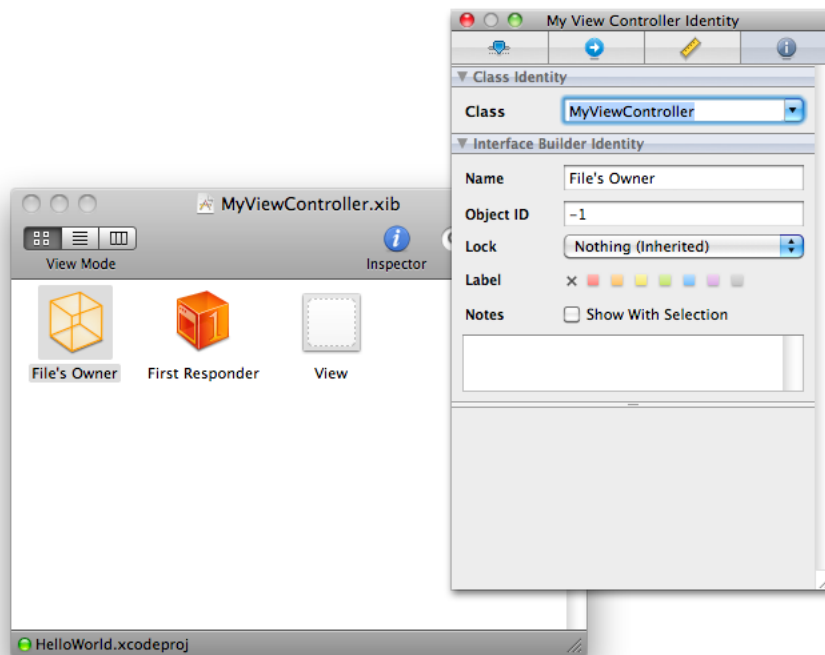 My View Controller Identity
Class Identity
Class MyViewController
Interface Builder Identity
Name File's Owner
Object ID -1
Lock Nothing (Inherited)
Label
Notes Show With Selection
MyViewController.xib
View Mode Inspector
1
File's Owner First Responder View
HelloWorld.xcodeproj